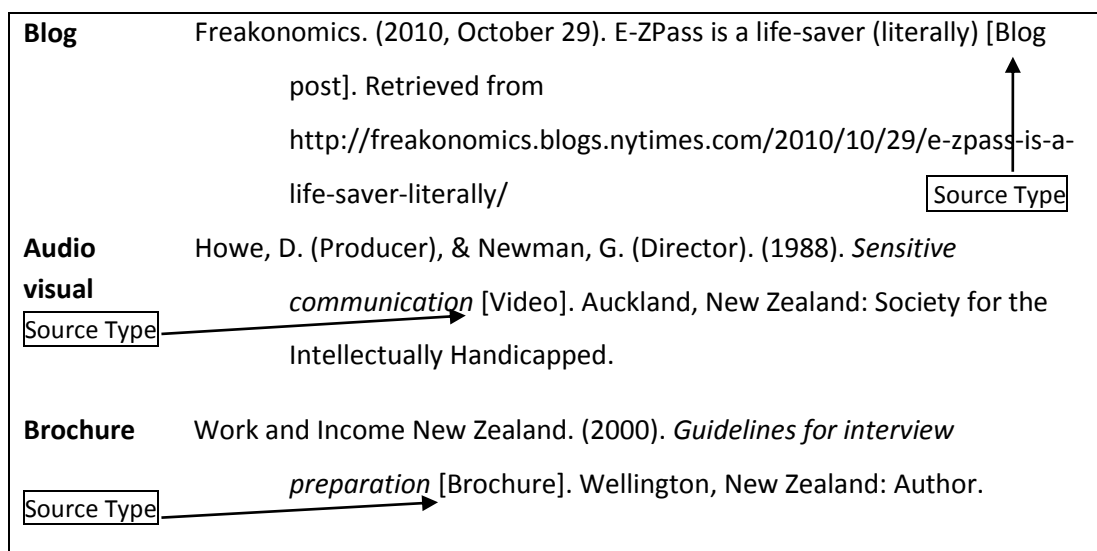 Blog Freakonomics. (2010, October 29). E-ZPass is a life-saver (literally) [Blog
post]. Retrieved from
http://freakonomics.blogs.nytimes.com/2010/10/29/e-zpass-is-a-
life-saver-literally/
Source Type
Audio Howe, D. (Producer), & Newman, G. (Director). (1988). Sensitive
visual communication [Video]. Auckland, New Zealand: Society for the
Source Type
Intellectually Handicapped.
Brochure Work and Income New Zealand. (2000). Guidelines for interview
preparation [Brochure]. Wellington, New Zealand: Author.
Source Type